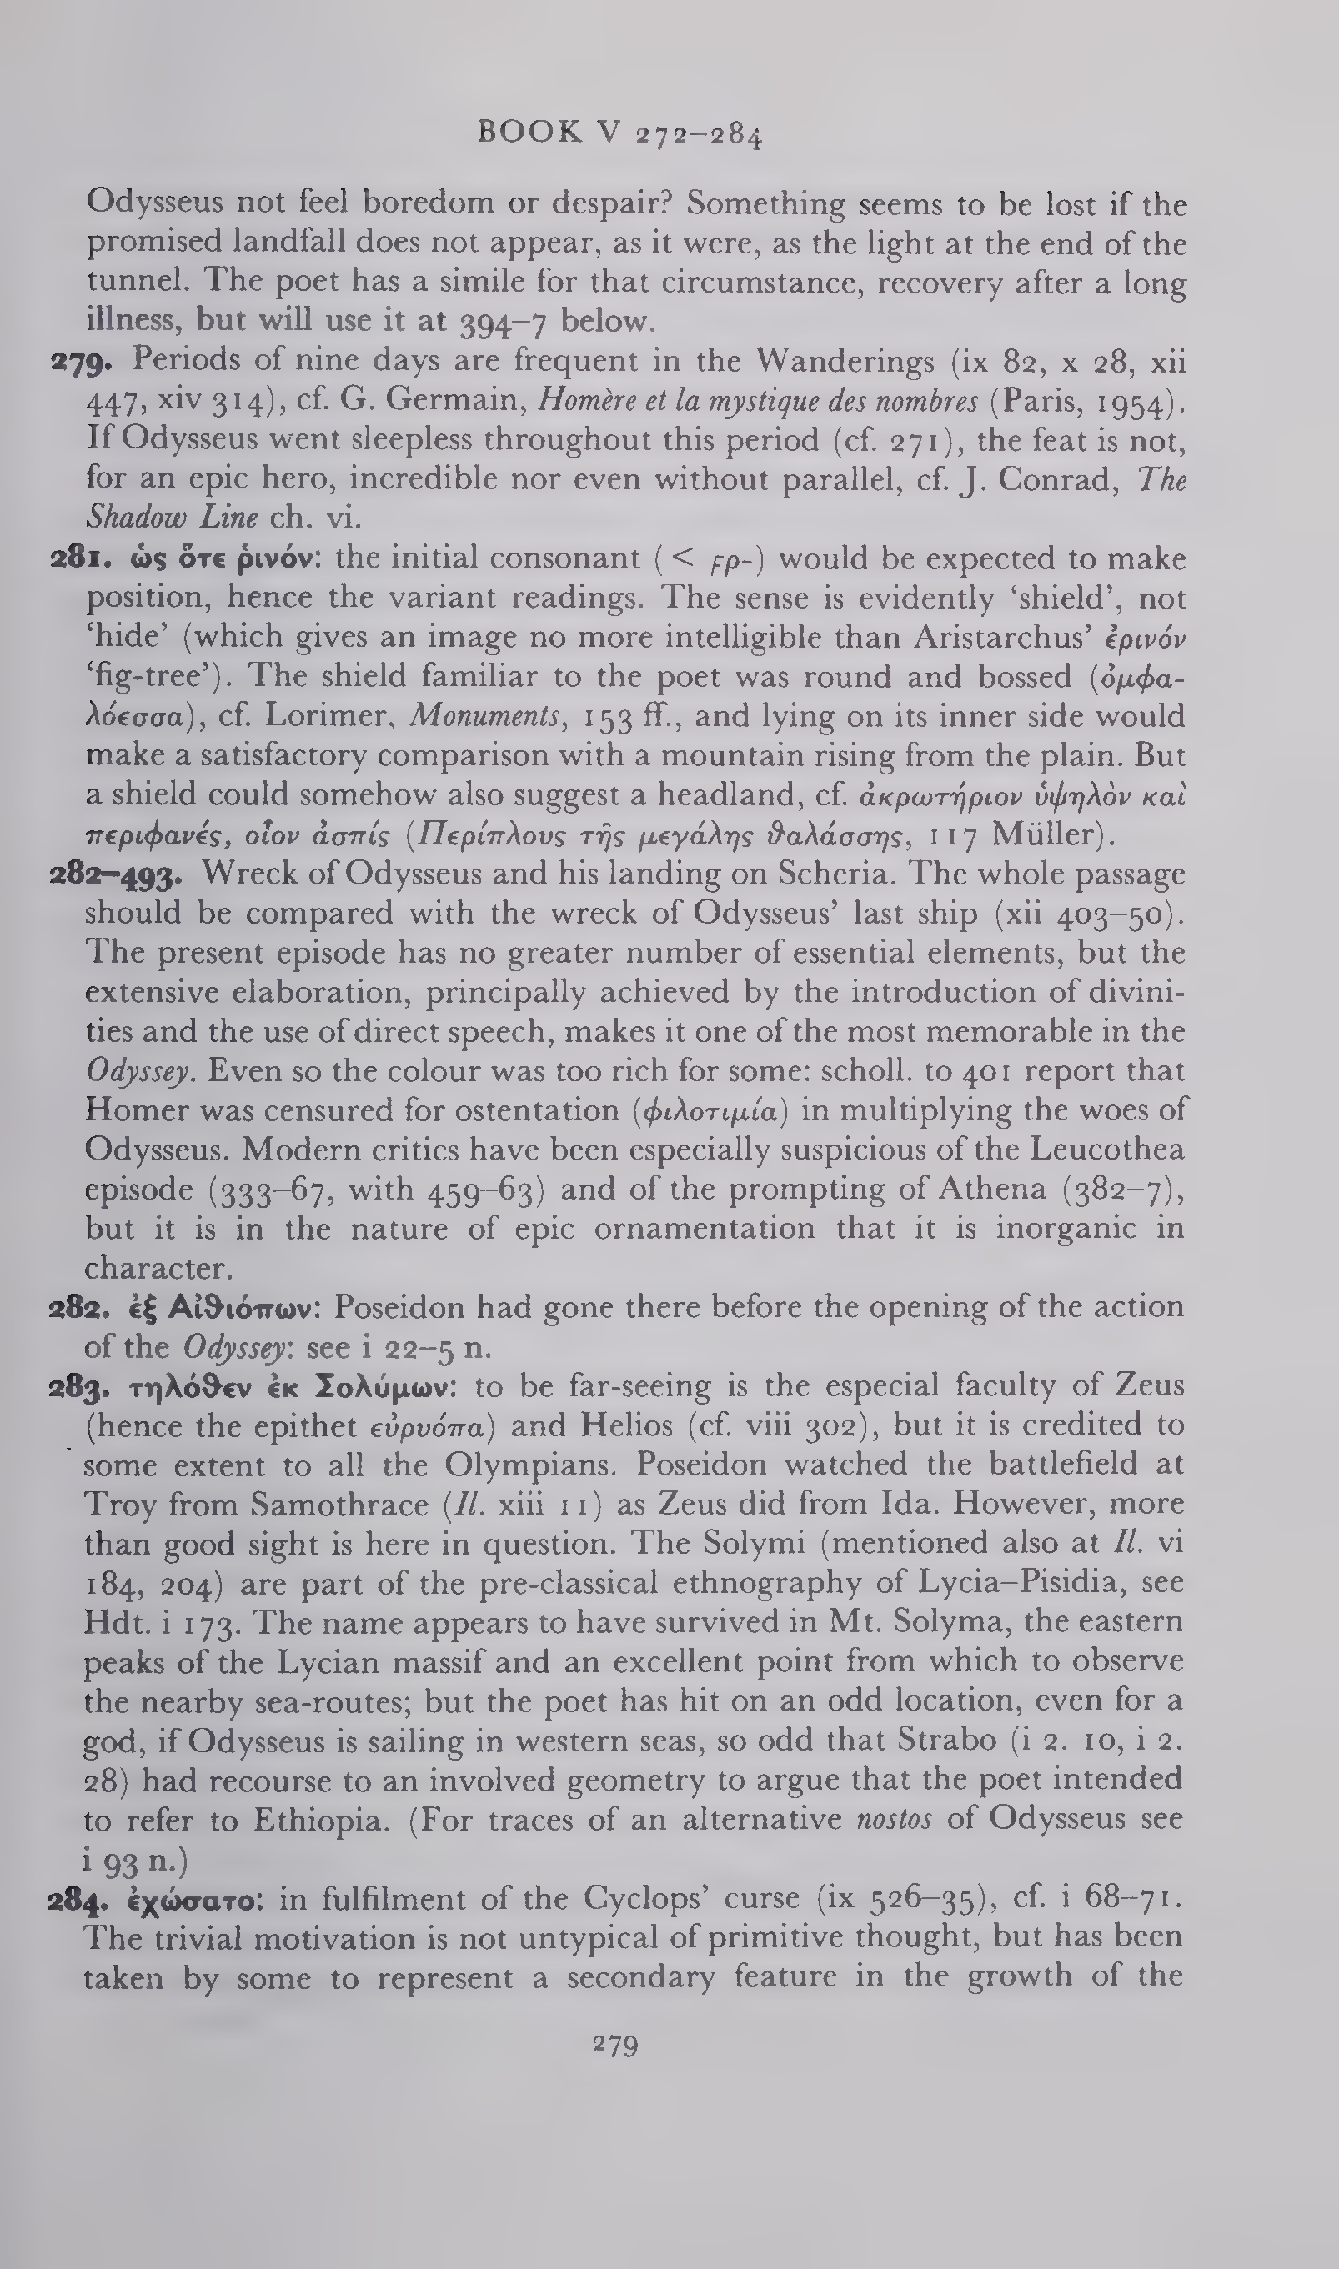 BOOK V 272–284
Odysseus not feel boredom or despair? Something seems to be lost if the
promised landfall does not appear, as it were, as the light at the end of the
tunnel. The poet has a simile for that circumstance, recovery after a long
illness, but will use it at 394–7 below.
279. Periods of nine days are frequent in the Wanderings (ix 82, x 28, xii
447, xiv 314), cf. G. Germain, Homère et la mystique des nombres (Paris, 1954).
If Odysseus went sleepless throughout this period (cf. 271), the feat is not,
for an epic hero, incredible nor even without parallel, cf. J. Conrad, The
Shadow Line ch. vi.
281. ὡς ὅτε ῥινόν: the initial consonant (< ϝρ-) would be expected to make
position, hence the variant readings. The sense is evidently ‘shield’, not
‘hide’ (which gives an image no more intelligible than Aristarchus’ ἐρινόν
‘fig-tree’). The shield familiar to the poet was round and bossed (ὀμφα-
λόεσσα), cf. Lorimer, Monuments, 153 ff., and lying on its inner side would
make a satisfactory comparison with a mountain rising from the plain. But
a shield could somehow also suggest a headland, cf. ἀκρωτήριον ὑψηλὸν καὶ
περιφανές, οἷον ἀσπίς (Περίπλους τῆς μεγάλης ϑαλάσσης, 117 Müller).
282–493. Wreck of Odysseus and his landing on Scheria. The whole passage
should be compared with the wreck of Odysseus’ last ship (xii 403–50).
The present episode has no greater number of essential elements, but the
extensive elaboration, principally achieved by the introduction of divini-
ties and the use of direct speech, makes it one of the most memorable in the
Odyssey. Even so the colour was too rich for some: scholl. to 401 report that
Homer was censured for ostentation (φιλοτιμία) in multiplying the woes of
Odysseus. Modern critics have been especially suspicious of the Leucothea
episode (333–67, with 459–63) and of the prompting of Athena (382–7),
but it is in the nature of epic ornamentation that it is inorganic in
character.
282. ἐξ Αἰϑιόπων: Poseidon had gone there before the opening of the action
of the Odyssey: see i 22–5 n.
283. τηλόϑεν ἐκ Σολύμων: to be far-seeing is the especial faculty of Zeus
(hence the epithet εὐρυόπα) and Helios (cf. viii 302), but it is credited to
some extent to all the Olympians. Poseidon watched the battlefield at
Troy from Samothrace (Il. xiii 11) as Zeus did from Ida. However, more
than good sight is here in question. The Solymi (mentioned also at Il. vi
184, 204) are part of the pre-classical ethnography of Lycia–Pisidia, see
Hdt. i 173. The name appears to have survived in Mt. Solyma, the eastern
peaks of the Lycian massif and an excellent point from which to observe
the nearby sea-routes; but the poet has hit on an odd location, even for a
god, if Odysseus is sailing in western seas, so odd that Strabo (i 2. 10, i 2.
28) had recourse to an involved geometry to argue that the poet intended
to refer to Ethiopia. (For traces of an alternative nostos of Odysseus see
i 93 n.)
284. ἐχώσατο: in fulfilment of the Cyclops’ curse (ix 526–35), cf. i 68–71.
The trivial motivation is not untypical of primitive thought, but has been
taken by some to represent a secondary feature in the growth of the
279